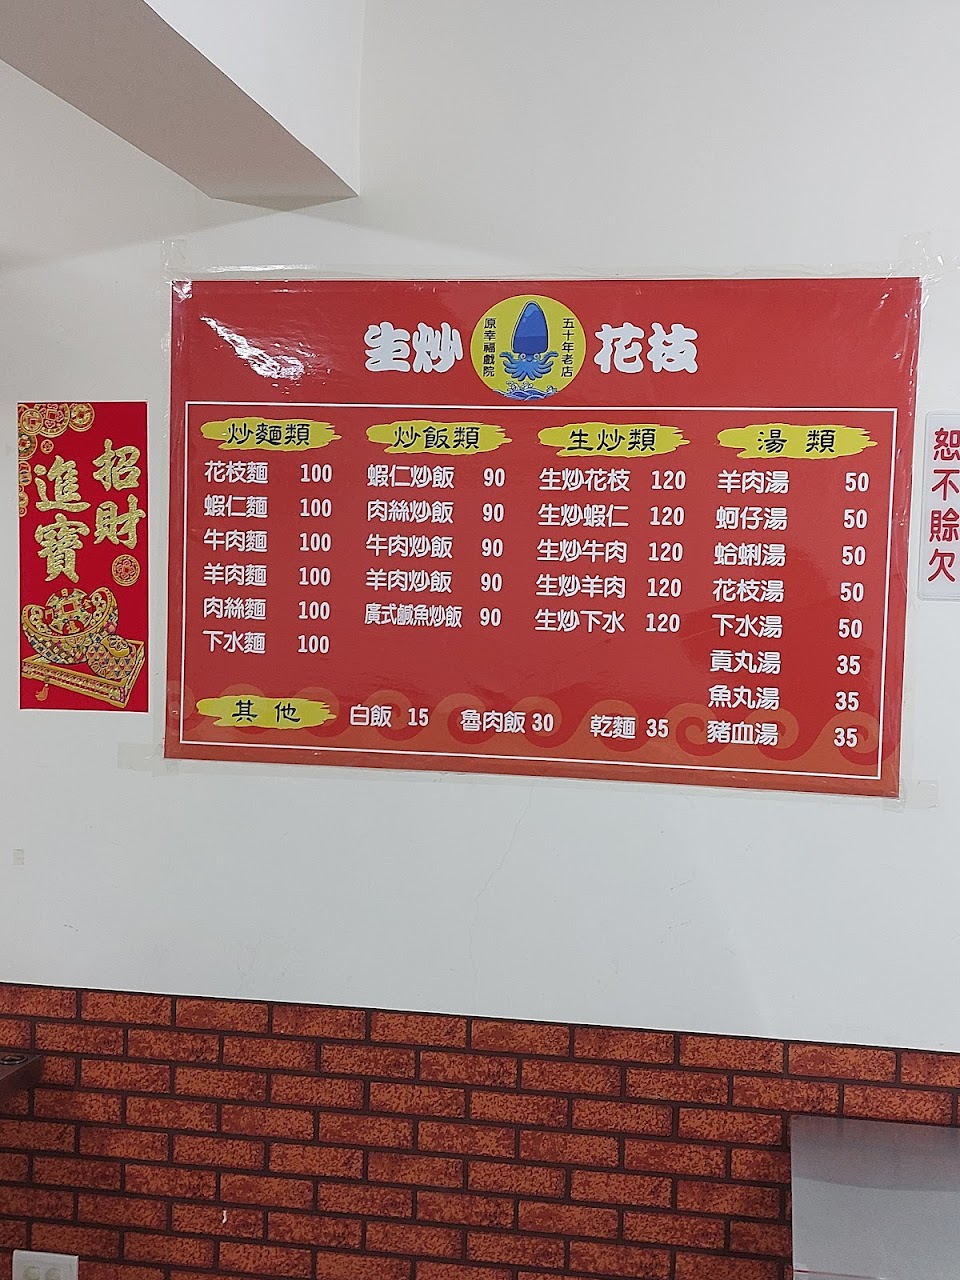 生炒 花枝
原幸福戲院
五十年老店
炒麵類
花枝麵 100
蝦仁麵 100
牛肉麵 100
羊肉麵 100
肉絲麵 100
下水麵 100
炒飯類
蝦仁炒飯 90
肉絲炒飯 90
牛肉炒飯 90
羊肉炒飯 90
廣式鹹魚炒飯 90
生炒類
生炒花枝 120
生炒蝦仁 120
生炒牛肉 120
生炒羊肉 120
生炒下水 120
湯類
羊肉湯 50
蚵仔湯 50
蛤蜊湯 50
花枝湯 50
下水湯 50
貢丸湯 35
魚丸湯 35
豬血湯 35
其他
白飯 15 魯肉飯 30 乾麵 35
招財
進寶
恕不賒欠